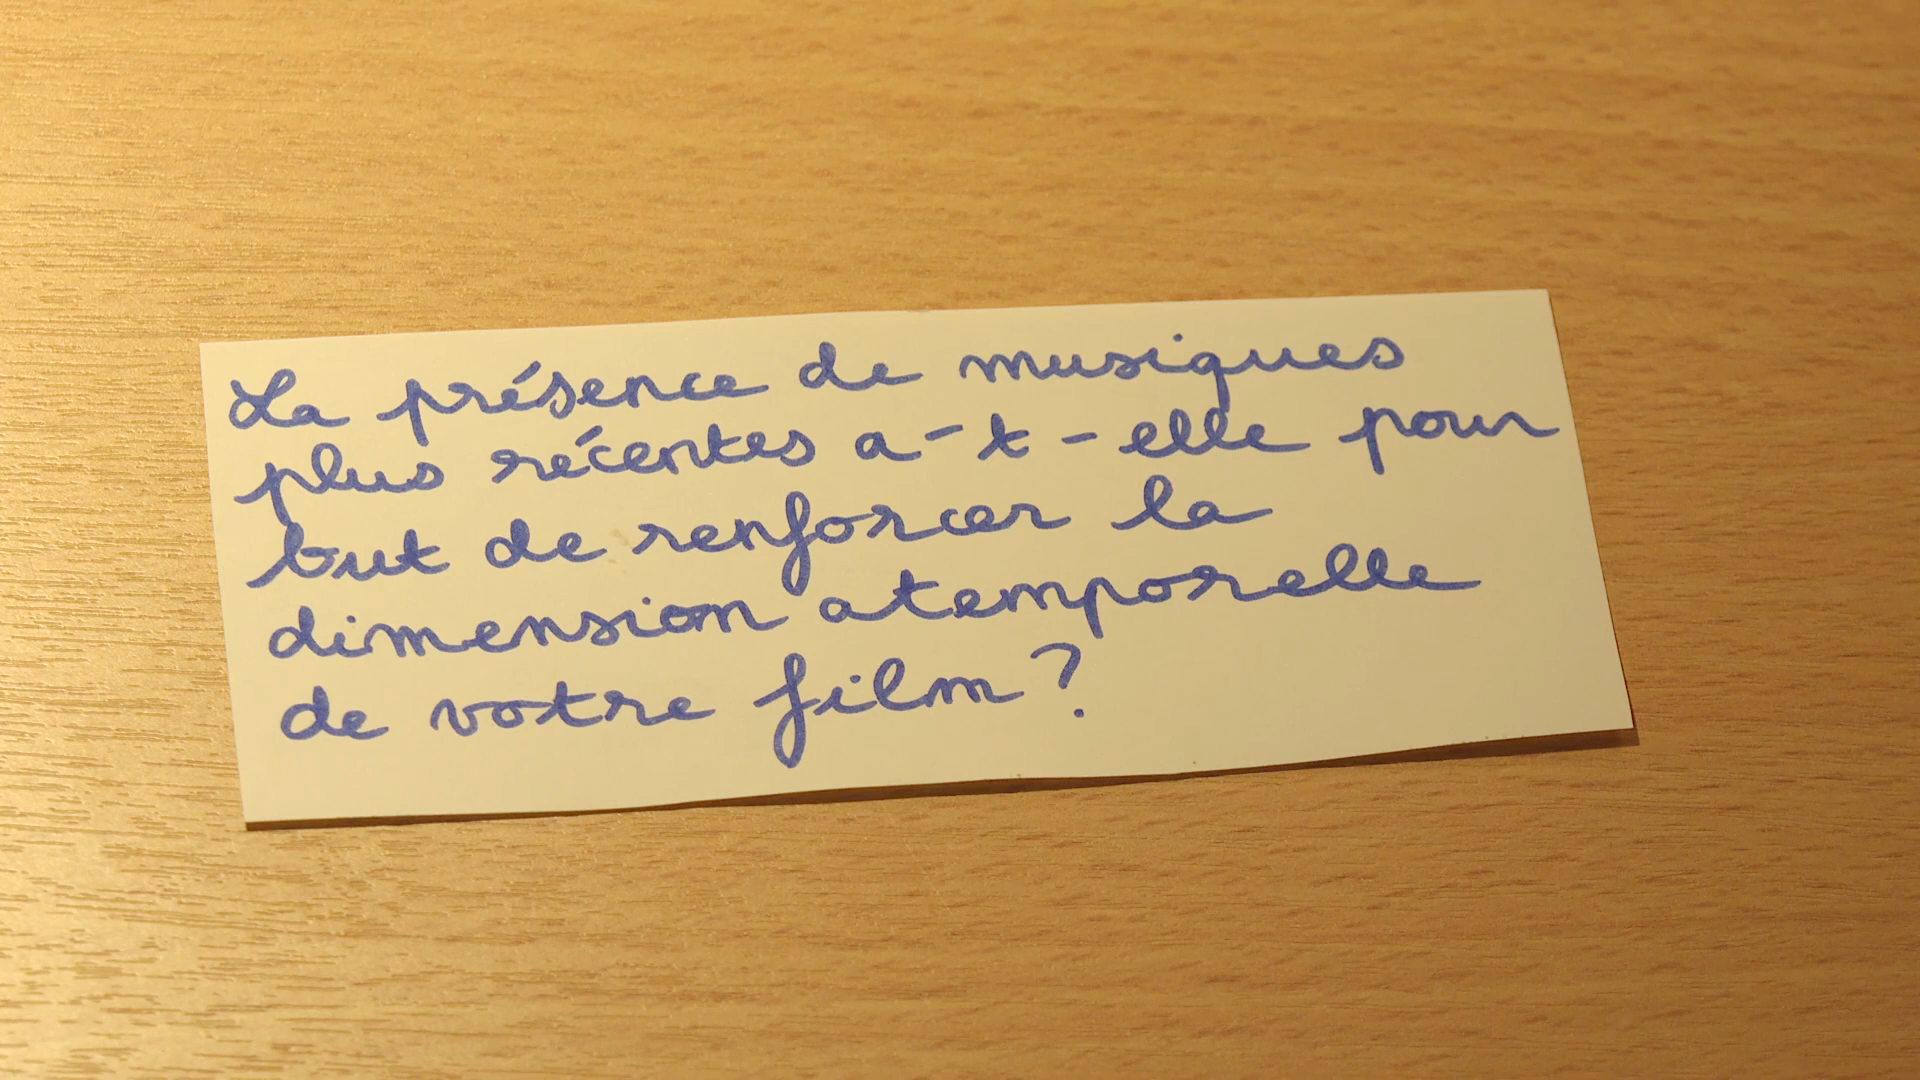 La présence de musiques
plus récentes a-t-elle pour
but de renforcer la
dimension atemporelle
de votre film ?